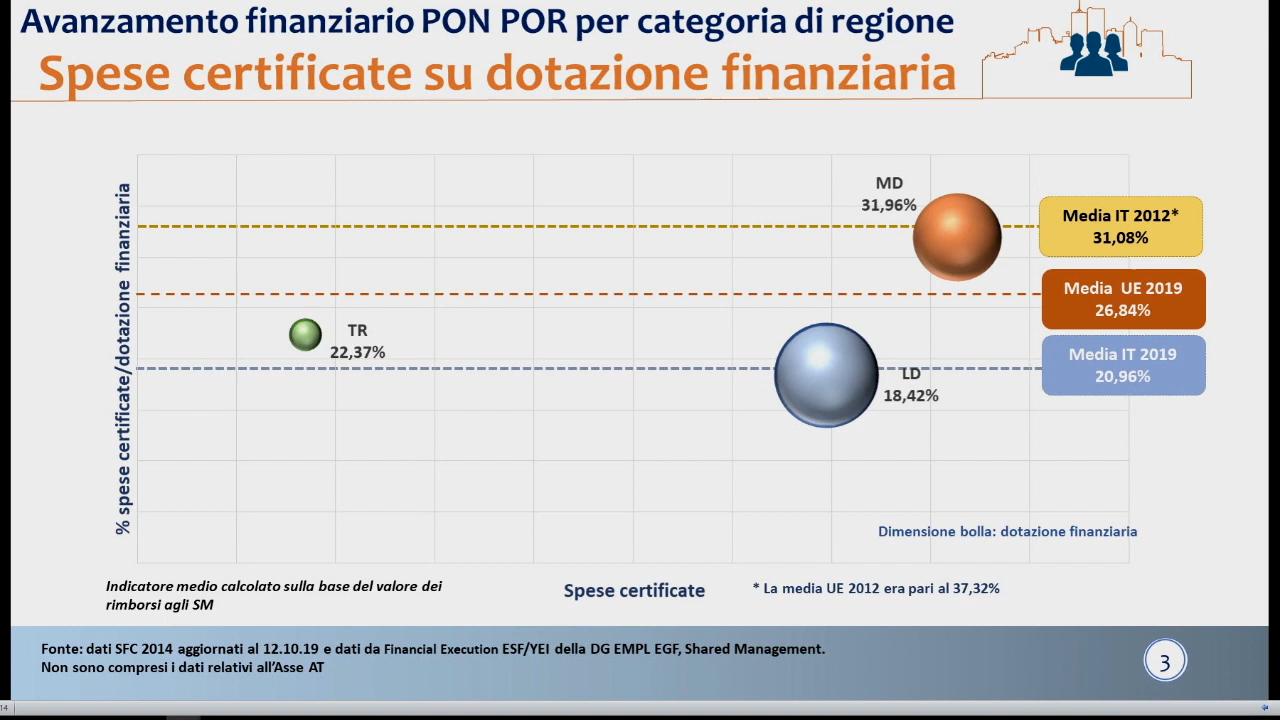 Avanzamento finanziario PON POR per categoria di regione
Spese certificate su dotazione finanziaria
% spese certificate/dotazione finanziaria
MD
31,96%
Media IT 2012*
31,08%
Media UE 2019
26,84%
TR
22,37%
Media IT 2019
20,96%
LD
18,42%
Dimensione bolla: dotazione finanziaria
Indicatore medio calcolato sulla base del valore dei
rimborsi agli SM
Spese certificate
* La media UE 2012 era pari al 37,32%
Fonte: dati SFC 2014 aggiornati al 12.10.19 e dati da Financial Execution ESF/YEI della DG EMPL EGF, Shared Management.
Non sono compresi i dati relativi all'Asse AT
3
14